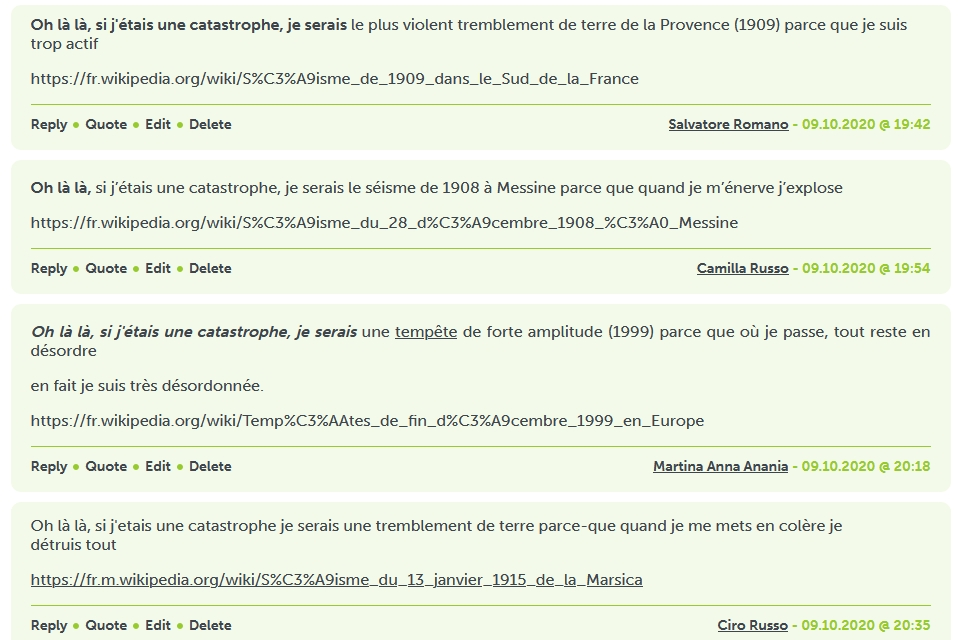 Oh là là, si j'étais une catastrophe, je serais le plus violent tremblement de terre de la Provence (1909) parce que je suis
trop actif
https://fr.wikipedia.org/wiki/S%C3%A9isme_de_1909_dans_le_Sud_de_la_France
Reply • Quote • Edit • Delete Salvatore Romano - 09.10.2020 @ 19:42
Oh là là, si j’étais une catastrophe, je serais le séisme de 1908 à Messine parce que quand je m’énerve j’explose
https://fr.wikipedia.org/wiki/S%C3%A9isme_du_28_d%C3%A9cembre_1908_%C3%A0_Messine
Reply • Quote • Edit • Delete Camilla Russo - 09.10.2020 @ 19:54
Oh là là, si j'étais une catastrophe, je serais une tempête de forte amplitude (1999) parce que où je passe, tout reste en
désordre
en fait je suis très désordonnée.
https://fr.wikipedia.org/wiki/Temp%C3%AAtes_de_fin_d%C3%A9cembre_1999_en_Europe
Reply • Quote • Edit • Delete Martina Anna Anania - 09.10.2020 @ 20:18
Oh là là, si j'etais une catastrophe je serais une tremblement de terre parce-que quand je me mets en colère je
détruis tout
https://fr.m.wikipedia.org/wiki/S%C3%A9isme_du_13_janvier_1915_de_la_Marsica
Reply • Quote • Edit • Delete Ciro Russo - 09.10.2020 @ 20:35